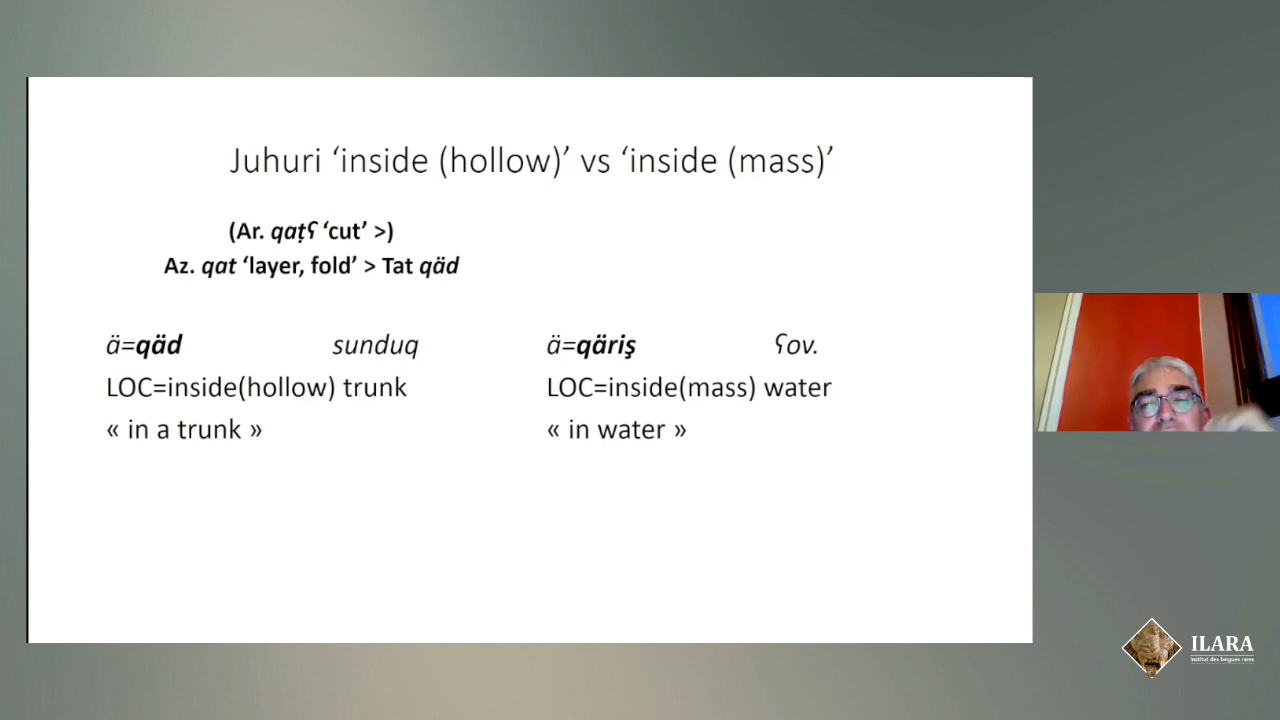 Juhuri ‘inside (hollow)’ vs ‘inside (mass)’
(Ar. qaṭʕ ‘cut’ >)
Az. qat ‘layer, fold’ > Tat qäd
ä=qäd sunduq
LOC=inside(hollow) trunk
« in a trunk »
ä=qäriş ʕov.
LOC=inside(mass) water
« in water »
ILARA
Institut des langues rares